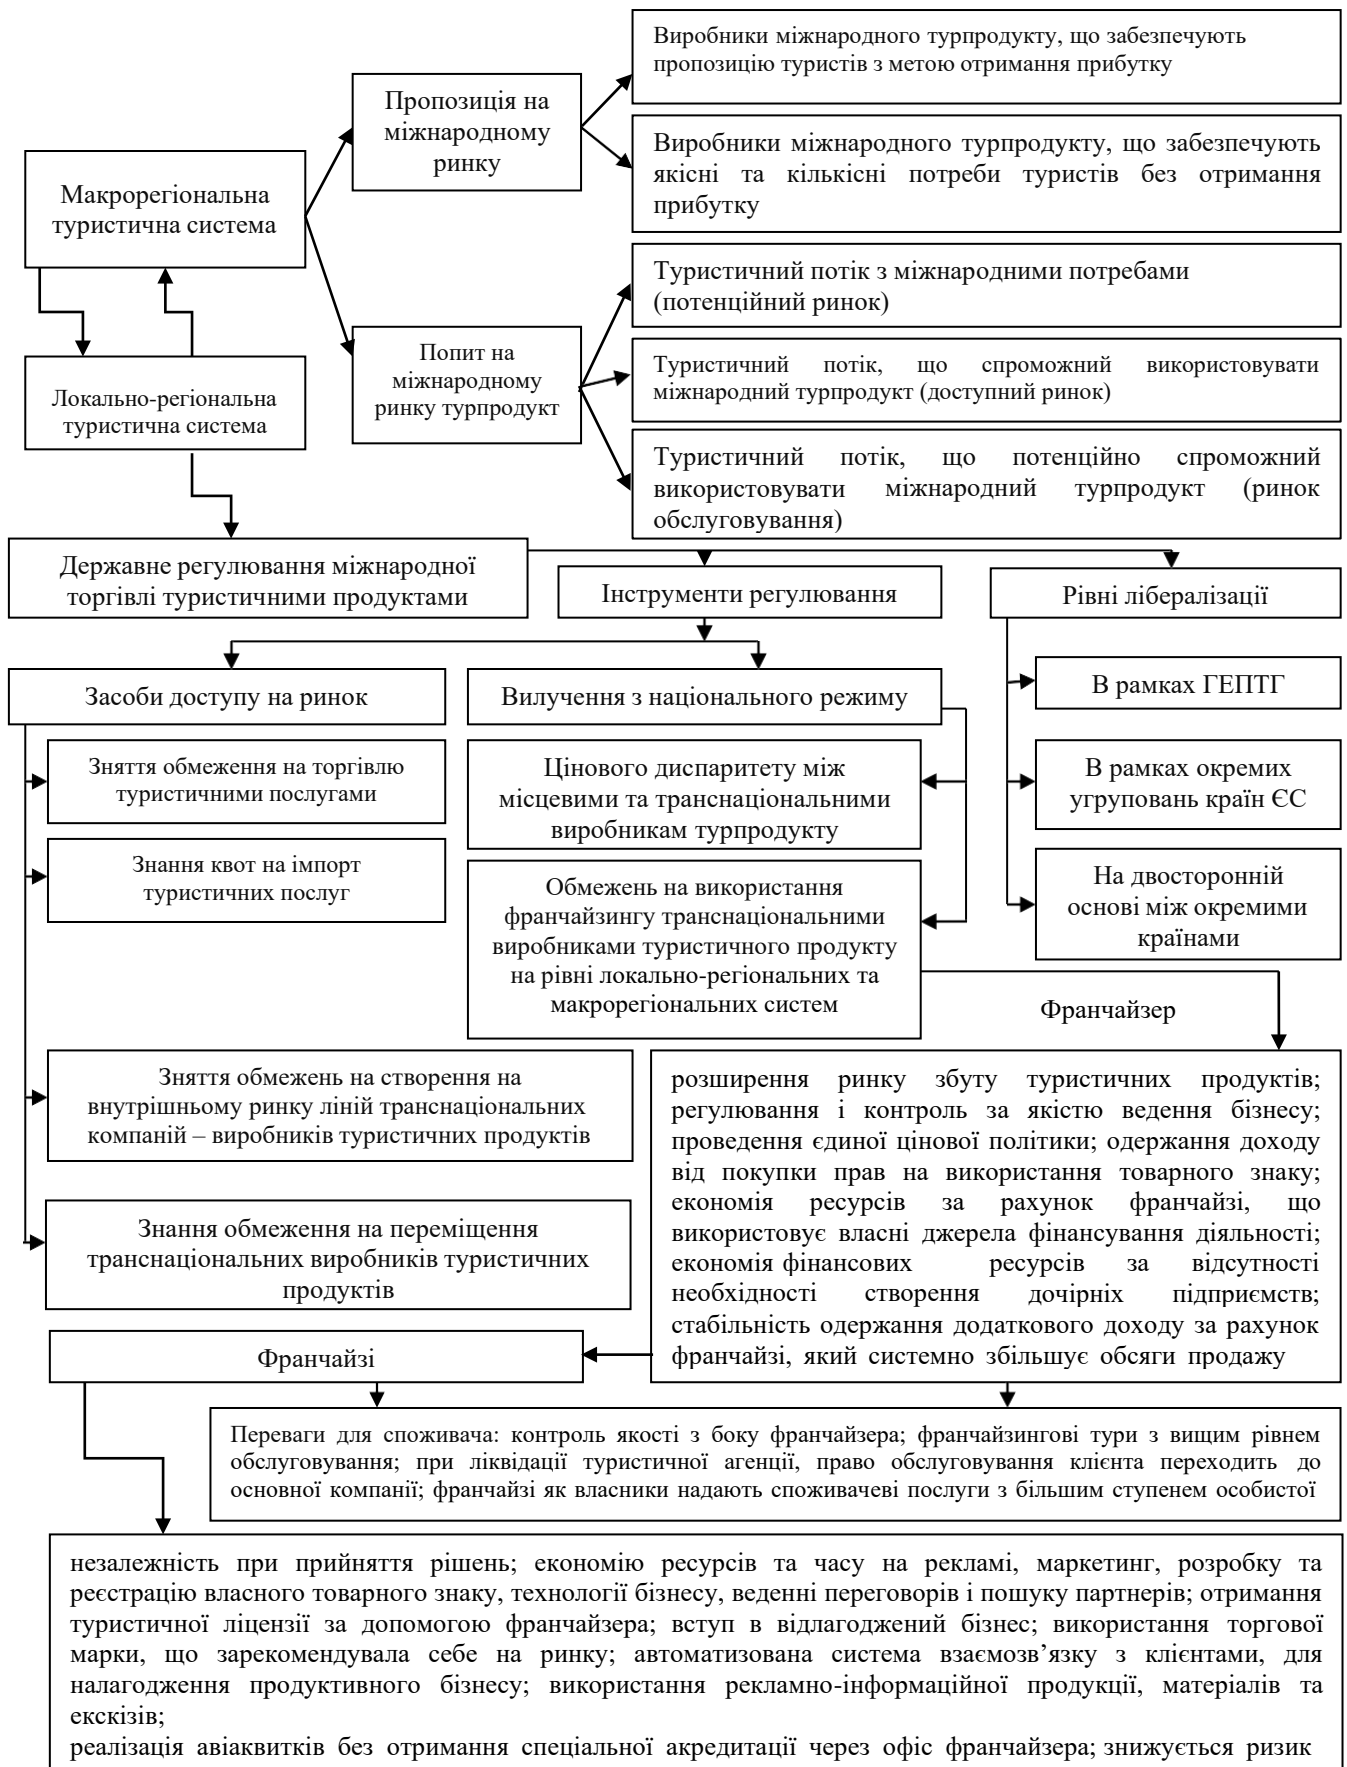 Виробники міжнародного турпродукту, що забезпечують
пропозицію туристів з метою отримання прибутку
Пропозиція на
міжнародному
ринку
Виробники міжнародного турпродукту, що забезпечують
якісні та кількісні потреби туристів без отримання
прибутку
Макрорегіональна
туристична система
Туристичний потік з міжнародними потребами
(потенційний ринок)
Попит на
міжнародному
ринку турпродукт
Туристичний потік, що спроможний використовувати
міжнародний турпродукт (доступний ринок)
Локально-регіональна
туристична система
Туристичний потік, що потенційно спроможний
використовувати міжнародний турпродукт (ринок
обслуговування)
Державне регулювання міжнародної
торгівлі туристичними продуктами
Інструменти регулювання
Рівні лібералізації
Засоби доступу на ринок
Вилучення з національного режиму
В рамках ГЕПТГ
Зняття обмеження на торгівлю
туристичними послугами
Цінового диспаритету між
місцевими та транснаціональними
виробникам турпродукту
В рамках окремих
угруповань країн ЄС
Знання квот на імпорт
туристичних послуг
Обмежень на використання
франчайзингу транснаціональними
виробниками туристичного продукту
на рівні локально-регіональних та
макрорегіональних систем
На двосторонній
основі між окремими
країнами
Франчайзер
Зняття обмежень на створення на
внутрішньому ринку ліній транснаціональних
компаній – виробників туристичних продуктів
розширення ринку збуту туристичних продуктів;
регулювання і контроль за якістю ведення бізнесу;
проведення єдиної цінової політики; одержання доходу
від покупки прав на використання товарного знаку;
економія ресурсів за рахунок франчайзі, що
використовує власні джерела фінансування діяльності;
економія фінансових ресурсів за відсутності
необхідності створення дочірніх підприємств;
стабільність одержання додаткового доходу за рахунок
франчайзі, який системно збільшує обсяги продажу
Знання обмеження на переміщення
транснаціональних виробників туристичних
продуктів
Франчайзі
Переваги для споживача: контроль якості з боку франчайзера; франчайзингові тури з вищим рівнем
обслуговування; при ліквідації туристичної агенції, право обслуговування клієнта переходить до
основної компанії; франчайзі як власники надають споживачеві послуги з більшим ступенем особистої
незалежність при прийняття рішень; економію ресурсів та часу на рекламі, маркетинг, розробку та
реєстрацію власного товарного знаку, технології бізнесу, веденні переговорів і пошуку партнерів; отримання
туристичної ліцензії за допомогою франчайзера; вступ в відлагоджений бізнес; використання торгової
марки, що зарекомендувала себе на ринку; автоматизована система взаємозв’язку з клієнтами, для
налагодження продуктивного бізнесу; використання рекламно-інформаційної продукції, матеріалів та
екскізів;
реалізація авіаквитків без отримання спеціальної акредитації через офіс франчайзера; знижується ризик